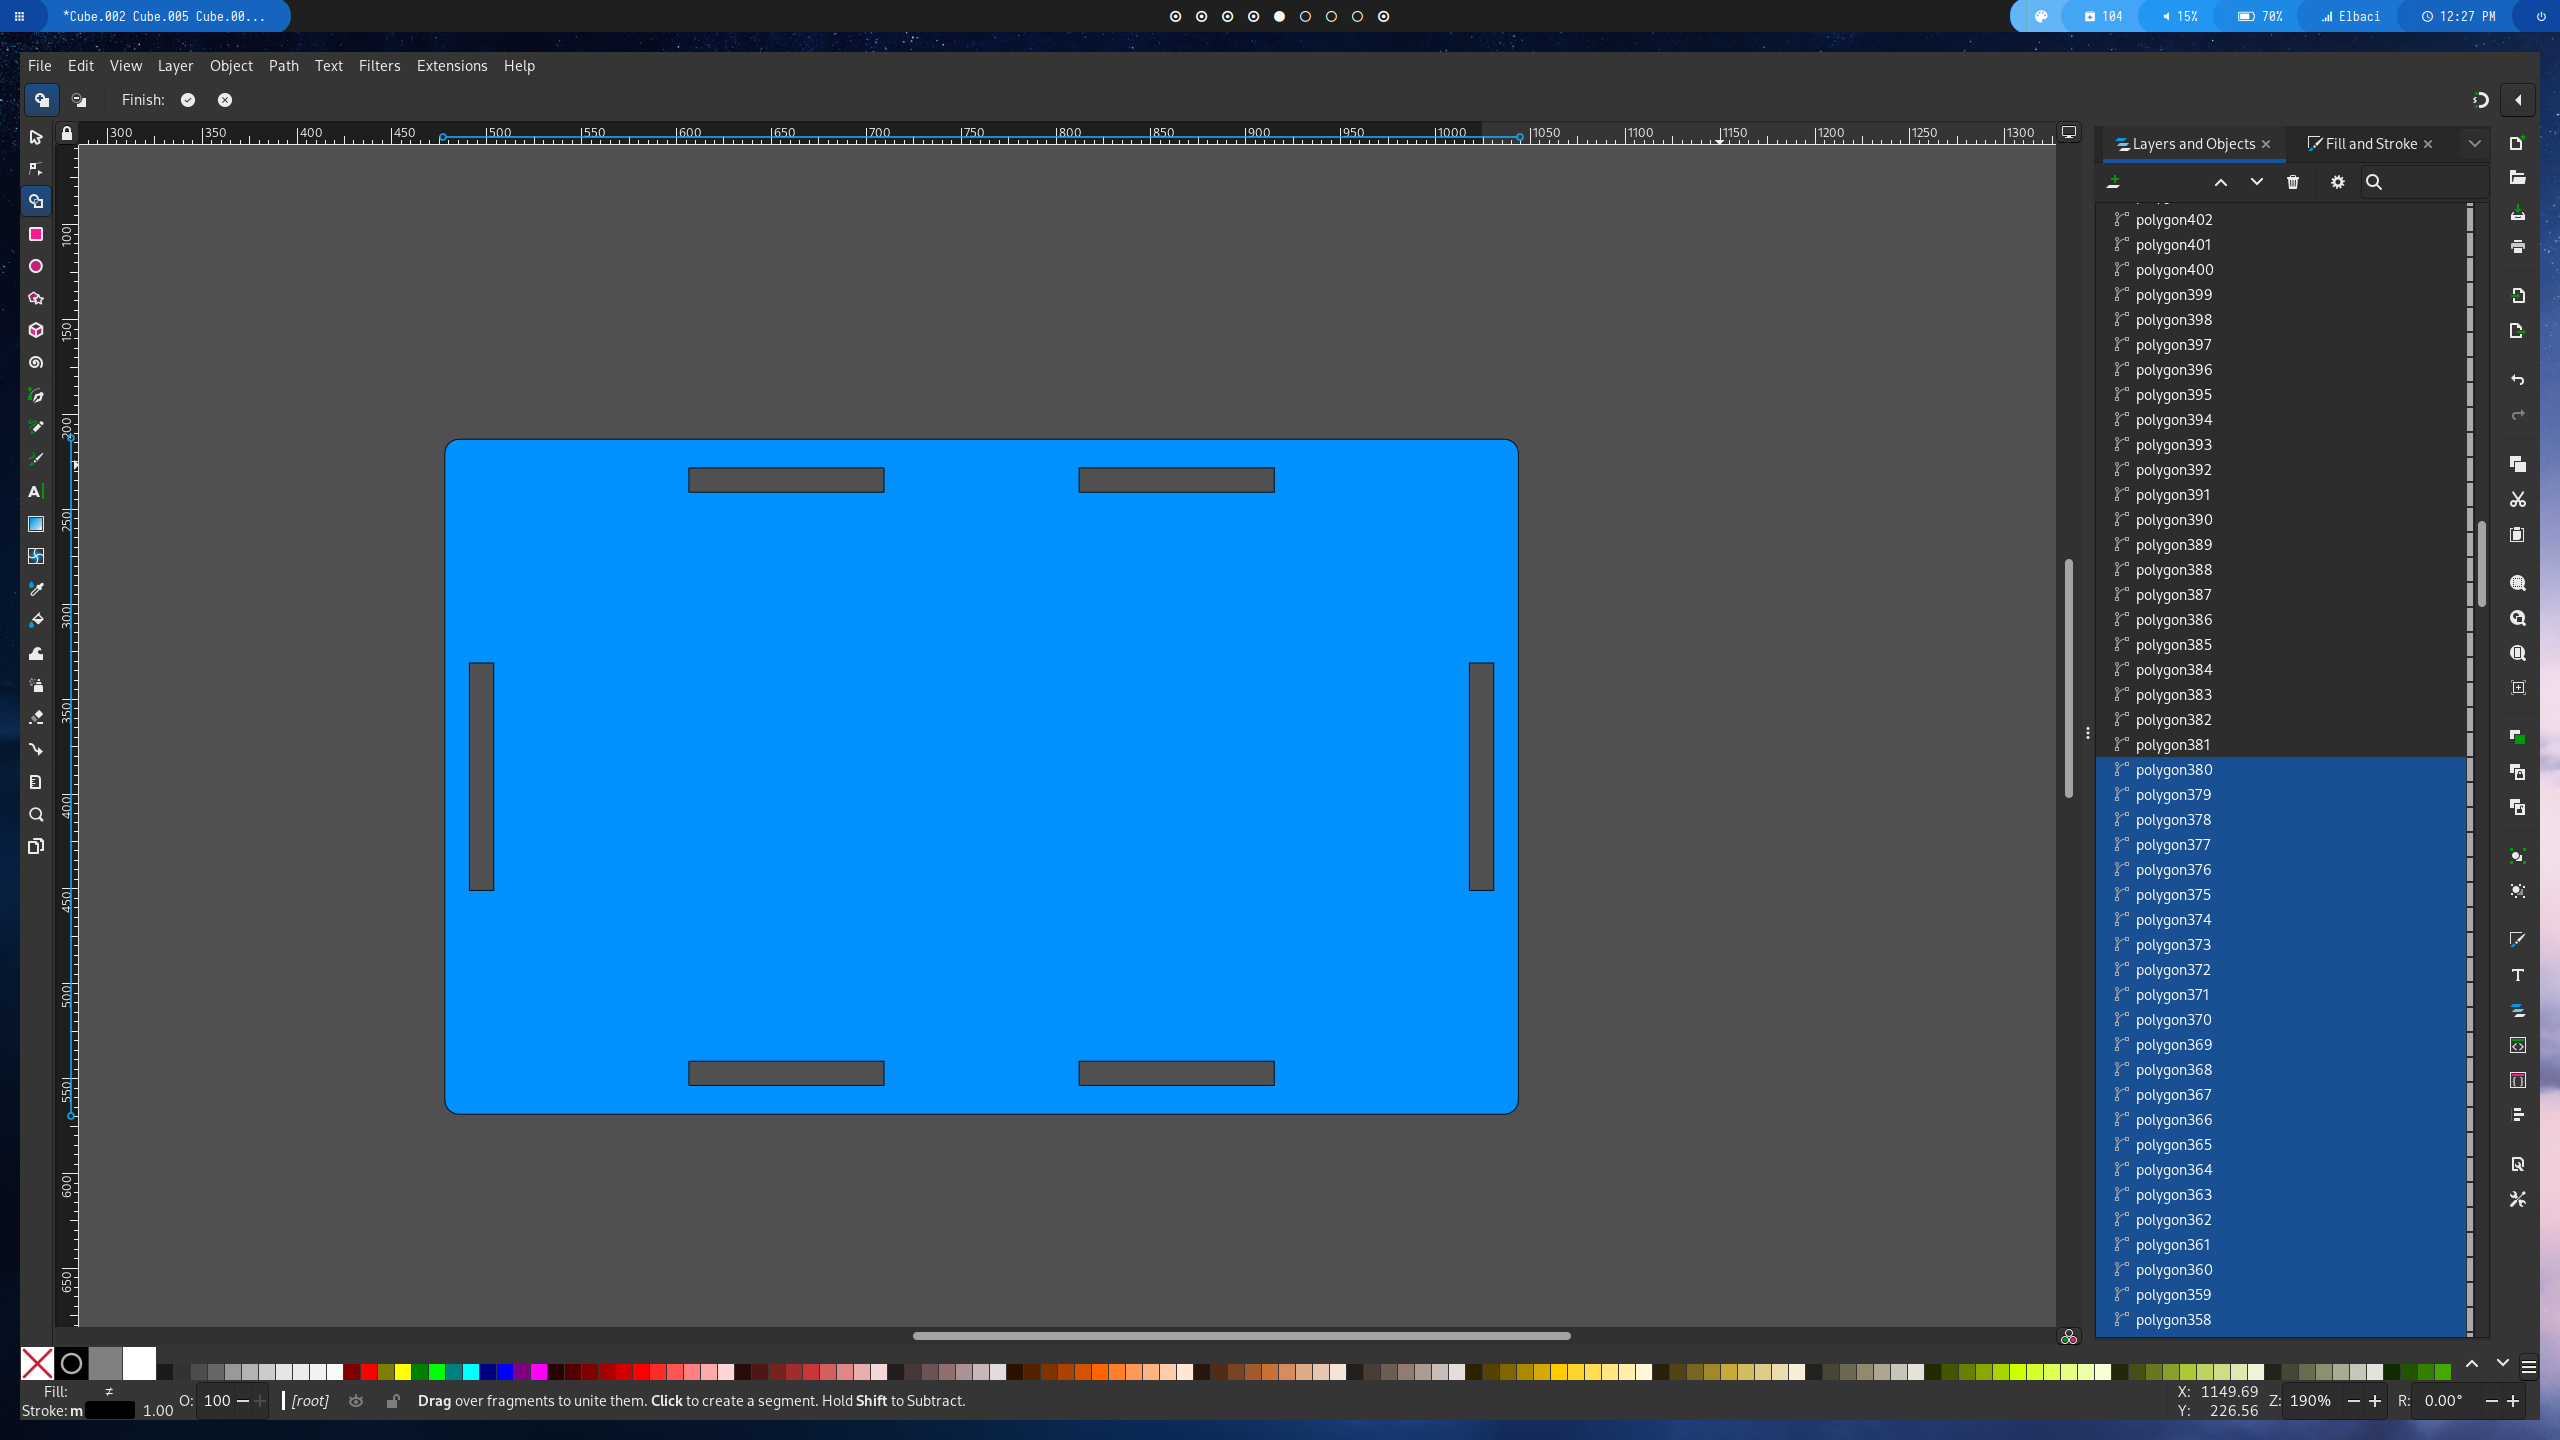 *Cube.002 Cube.005 Cube.00...
104 15% 70% Elbaci 12:27 PM
File Edit View Layer Object Path Text Filters Extensions Help
Finish:
300 350 400 450 500 550 600 650 700 750 800 850 900 950 1000 1050 1100 1150 1200 1250 1300
100
150
200
250
300
350
400
450
500
550
600
650
Layers and Objects Fill and Stroke
polygon402
polygon401
polygon400
polygon399
polygon398
polygon397
polygon396
polygon395
polygon394
polygon393
polygon392
polygon391
polygon390
polygon389
polygon388
polygon387
polygon386
polygon385
polygon384
polygon383
polygon382
polygon381
polygon380
polygon379
polygon378
polygon377
polygon376
polygon375
polygon374
polygon373
polygon372
polygon371
polygon370
polygon369
polygon368
polygon367
polygon366
polygon365
polygon364
polygon363
polygon362
polygon361
polygon360
polygon359
polygon358
Fill: ≠
Stroke: m 1.00
O: 100 [root] Drag over fragments to unite them. Click to create a segment. Hold Shift to Subtract.
X: 1149.69
Y: 226.56
Z: 190% R: 0.00°